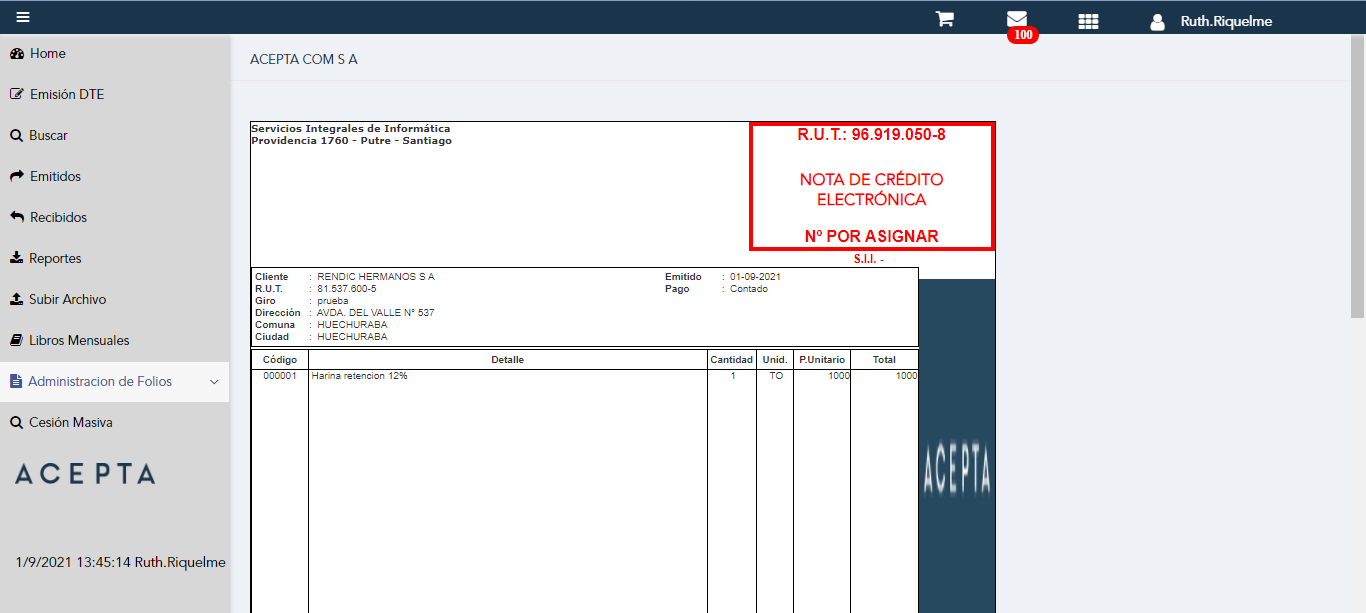 Ruth.Riquelme
100
Home
Emisión DTE
Buscar
Emitidos
Recibidos
Reportes
Subir Archivo
Libros Mensuales
Administracion de Folios
Cesión Masiva
ACEPTA
1/9/2021 13:45:14 Ruth.Riquelme
ACEPTA COM S A
Servicios Integrales de Informática
Providencia 1760 - Putre - Santiago
R.U.T.: 96.919.050-8
NOTA DE CRÉDITO
ELECTRÓNICA
Nº POR ASIGNAR
S.I.I. -
Cliente : RENDIC HERMANOS S A Emitido : 01-09-2021
R.U.T. : 81.537.600-5 Pago : Contado
Giro : prueba
Dirección : AVDA. DEL VALLE N° 537
Comuna : HUECHURABA
Ciudad : HUECHURABA
Código Detalle Cantidad Unid. P.Unitario Total
000001 Harina retencion 12% 1 TO 1000 1000
ACEPTA